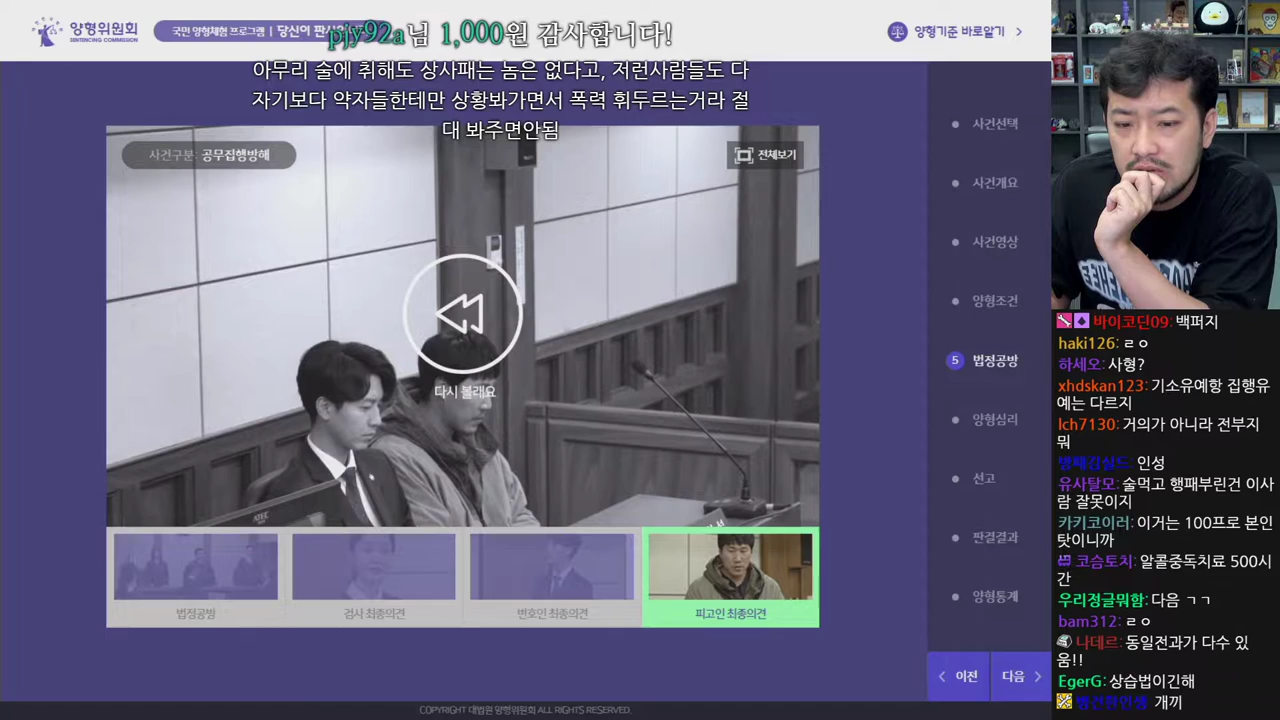 양형위원회
SENTENCING COMMISSION
국민 양형체험 프로그램 | 당신이 판사
양형기준 바로알기
pjy92a님 1,000원 감사합니다!
아무리 술에 취해도 상사패는 놈은 없다고, 저런사람들도 다
자기보다 약자들한테만 상황봐가면서 폭력 휘두르는거라 절
대 봐주면안됨
사건구분: 공무집행방해
전체보기
다시 볼래요
법정공방
검사 최종의견
변호인 최종의견
피고인 최종의견
사건선택
사건개요
사건영상
양형조건
5 법정공방
양형심리
선고
판결결과
양형통계
이전
다음
COPYRIGHT 대법원 양형위원회 ALL RIGHTS RESERVED.
바이코딘09: 백퍼지
haki126: ㄹㅇ
하세오: 사형?
xhdskan123: 기소유예항 집행유
예는 다르지
lch7130: 거의가 아니라 전부지
뭐
방패감실드: 인성
유사탈모: 술먹고 행패부린건 이사
람 잘못이지
카키코이러: 이거는 100프로 본인
탓이니까
코슴토치: 알콜중독치료 500시
간
우리정글뭐함: 다음 ㄱㄱ
bam312: ㄹㅇ
나데르: 동일전과가 다수 있
움!!
EgerG: 상습법이긴해
빵건환인생: 개끼